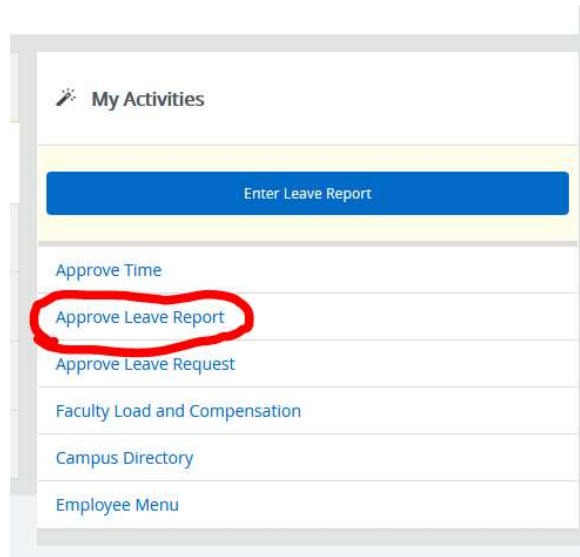 My Activities
Enter Leave Report
Approve Time
Approve Leave Report
Approve Leave Request
Faculty Load and Compensation
Campus Directory
Employee Menu